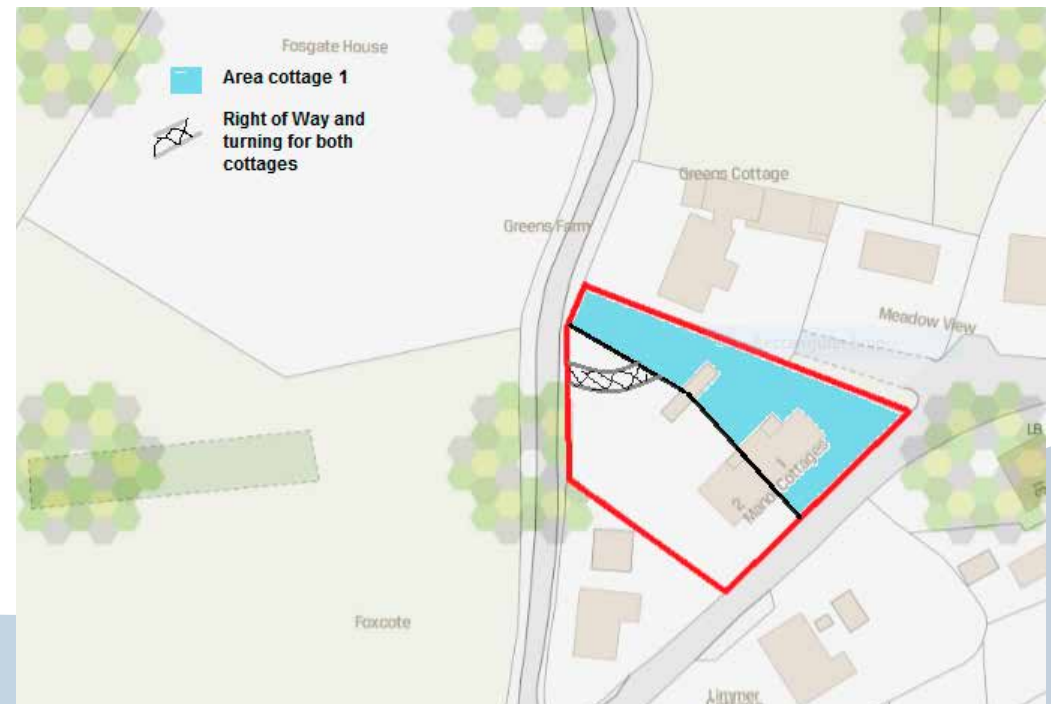 Fosgate House
Area cottage 1
Right of Way and
turning for both
cottages
Greens Cottage
Greens Farm
Meadow View
LB
1
2
Manor Cottages
Foxcote
Limmer